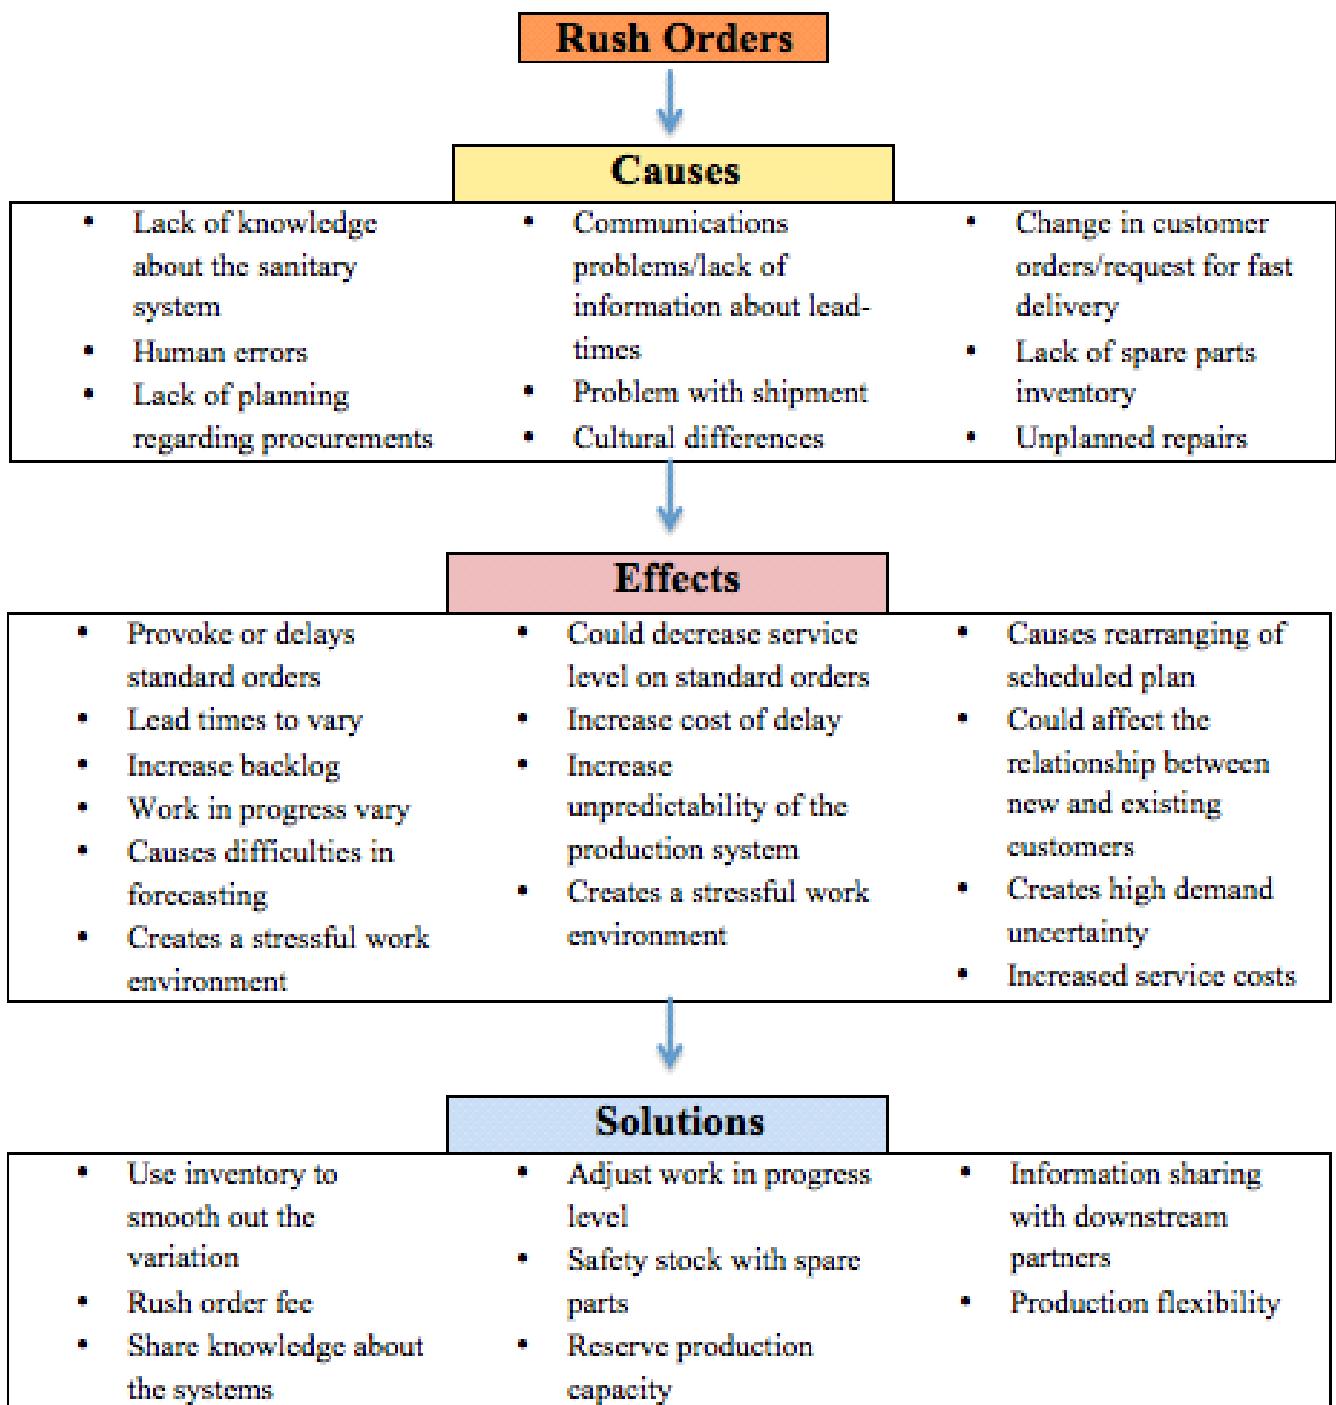 Rush Orders
Causes
• Lack of knowledge
about the sanitary
system
• Human errors
• Lack of planning
regarding procurements
• Communications
problems/lack of
information about lead-
times
• Problem with shipment
• Cultural differences
• Change in customer
orders/request for fast
delivery
• Lack of spare parts
inventory
• Unplanned repairs
Effects
• Provoke or delays
standard orders
• Lead times to vary
• Increase backlog
• Work in progress vary
• Causes difficulties in
forecasting
• Creates a stressful work
environment
• Could decrease service
level on standard orders
• Increase cost of delay
• Increase
unpredictability of the
production system
• Creates a stressful work
environment
• Causes rearranging of
scheduled plan
• Could affect the
relationship between
new and existing
customers
• Creates high demand
uncertainty
• Increased service costs
Solutions
• Use inventory to
smooth out the
variation
• Rush order fee
• Share knowledge about
the systems
• Adjust work in progress
level
• Safety stock with spare
parts
• Reserve production
capacity
• Information sharing
with downstream
partners
• Production flexibility